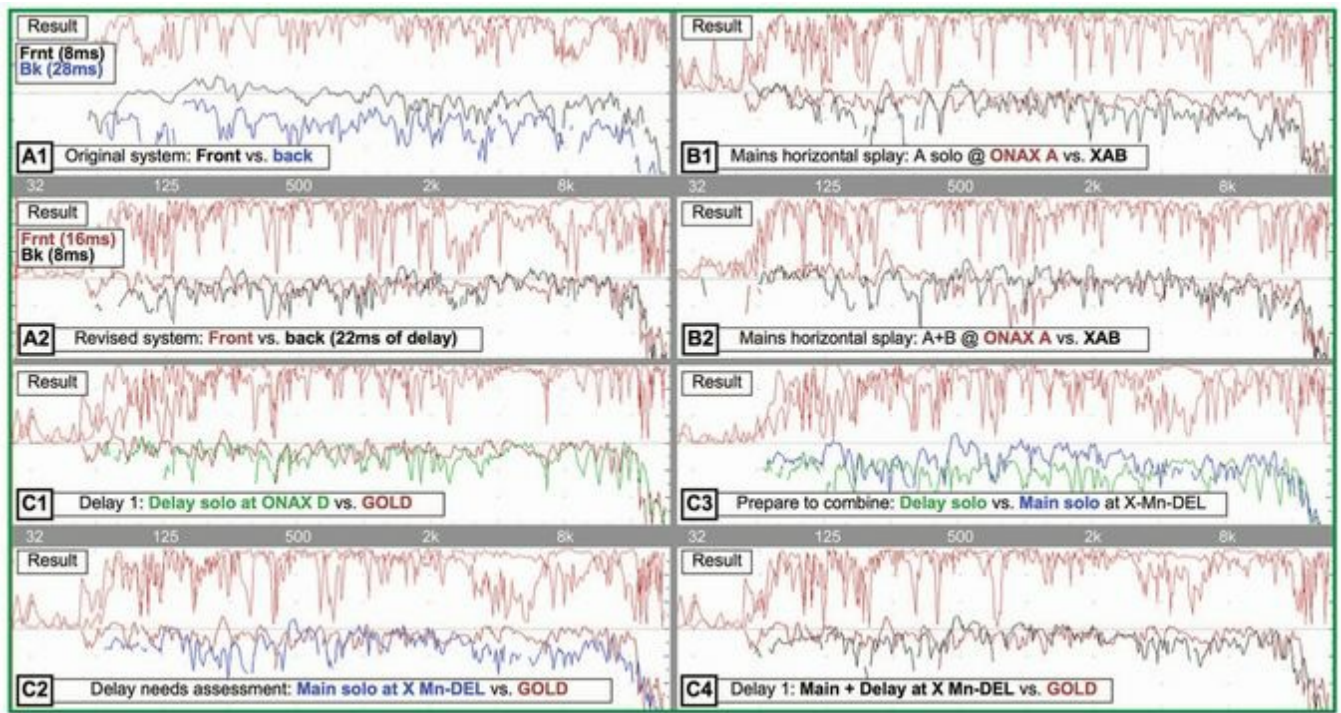 Result
Frnt (8ms)
Bk (28ms)
A1 Original system: Front vs. back
Result
B1 Mains horizontal splay: A solo @ ONAX A vs. XAB
32 125 500 2k 8k
32 125 500 2k 8k
Result
Frnt (16ms)
Bk (8ms)
A2 Revised system: Front vs. back (22ms of delay)
Result
B2 Mains horizontal splay: A+B @ ONAX A vs. XAB
Result
C1 Delay 1: Delay solo at ONAX D vs. GOLD
Result
C3 Prepare to combine: Delay solo vs. Main solo at X-Mn-DEL
32 125 500 2k 8k
32 125 500 2k 8k
Result
C2 Delay needs assessment: Main solo at X Mn-DEL vs. GOLD
Result
C4 Delay 1: Main + Delay at X Mn-DEL vs. GOLD